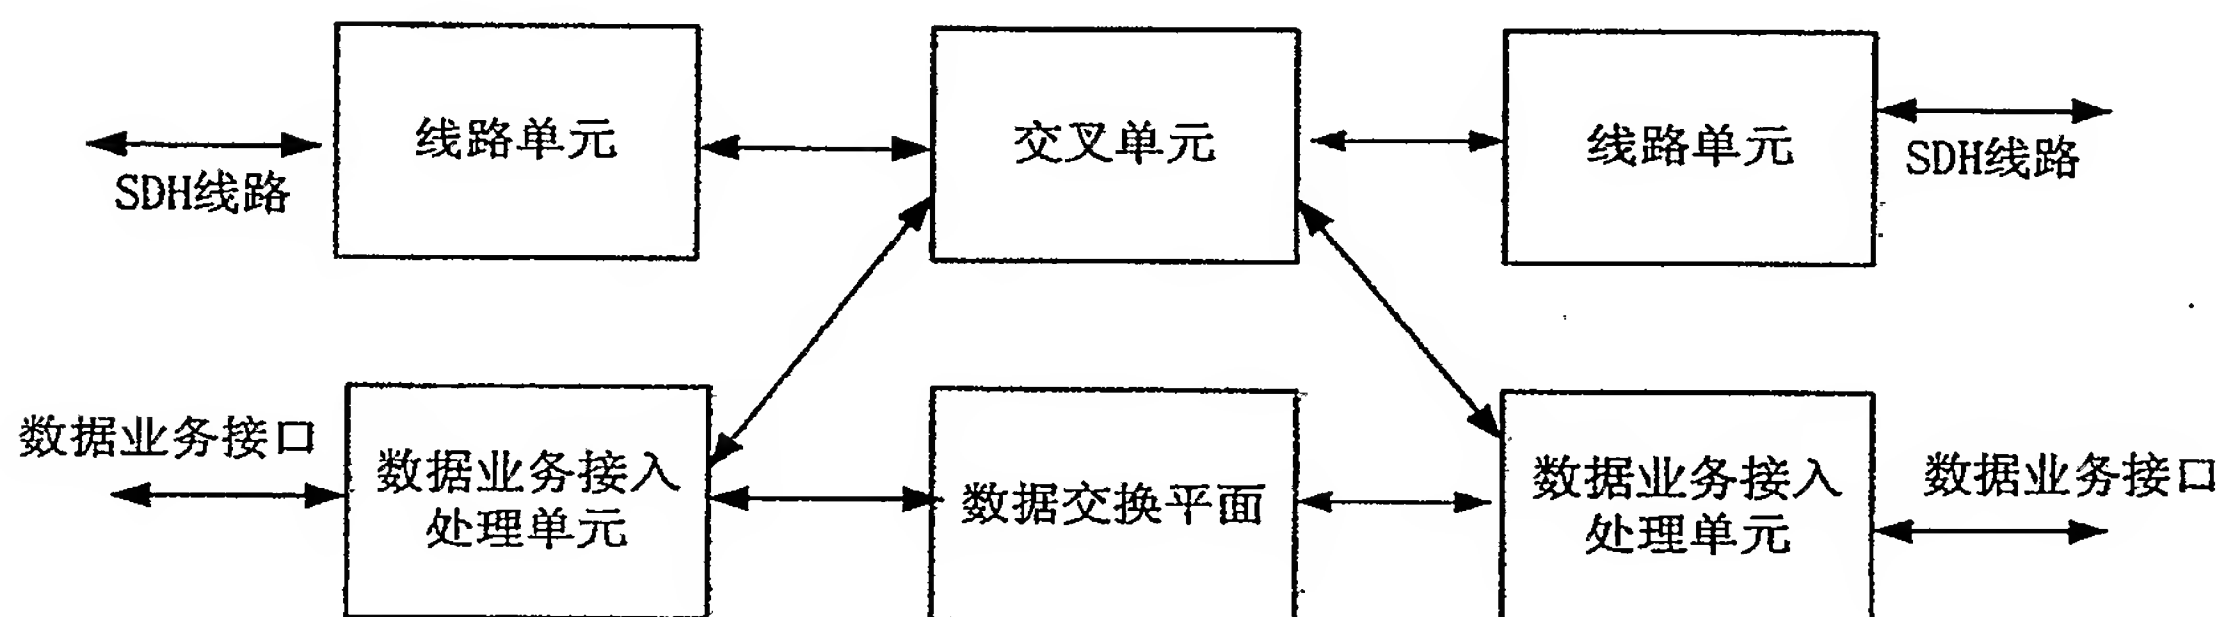 线路单元
交叉单元
线路单元
SDH线路
SDH线路
数据业务接口
数据业务接入
处理单元
数据交换平面
数据业务接入
处理单元
数据业务接口